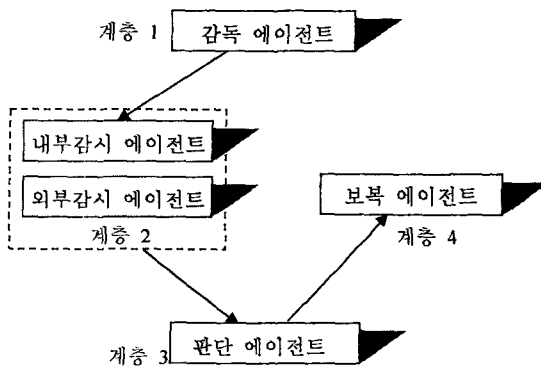 계층 1
감독 에이전트
내부감시 에이전트
외부감시 에이전트
계층 2
보복 에이전트
계층 4
계층 3
판단 에이전트